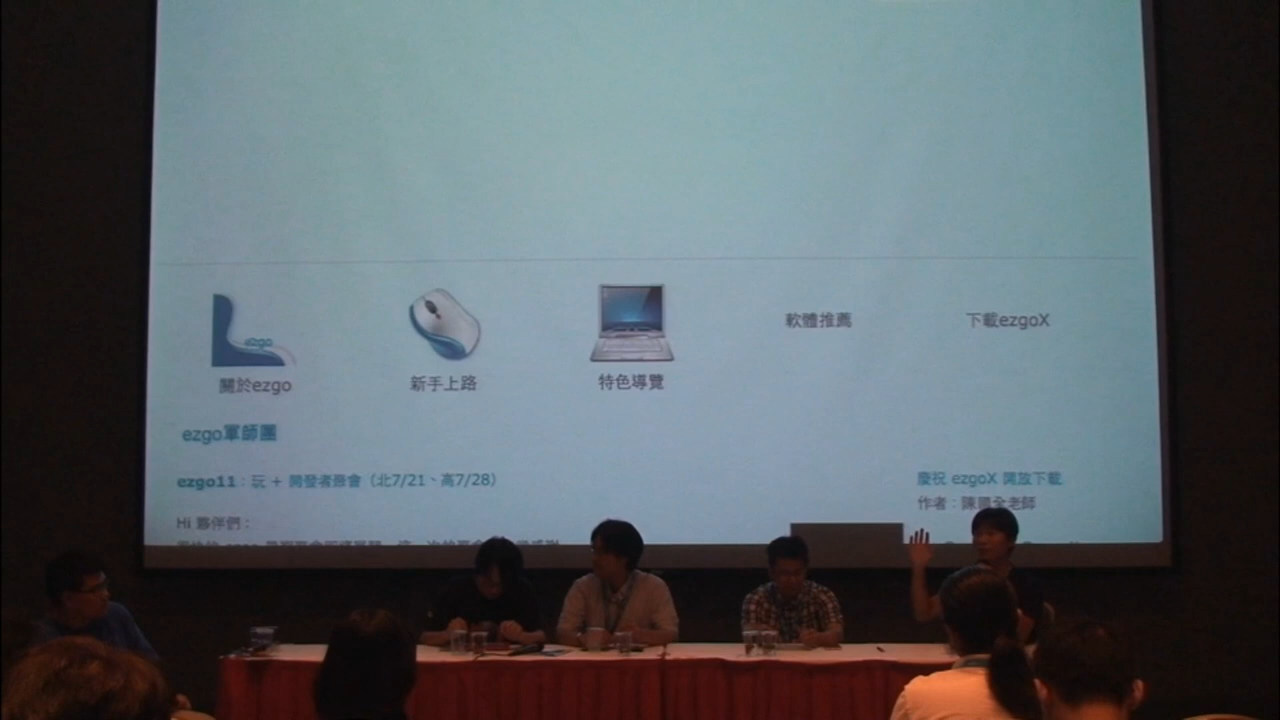 ezgo
關於ezgo
新手上路
特色導覽
軟體推薦
下載ezgoX
ezgo軍師團
ezgo11：玩 + 開發者聚會（北7/21、高7/28）
慶祝 ezgoX 開放下載
作者：陳國全老師
Hi 夥伴們：